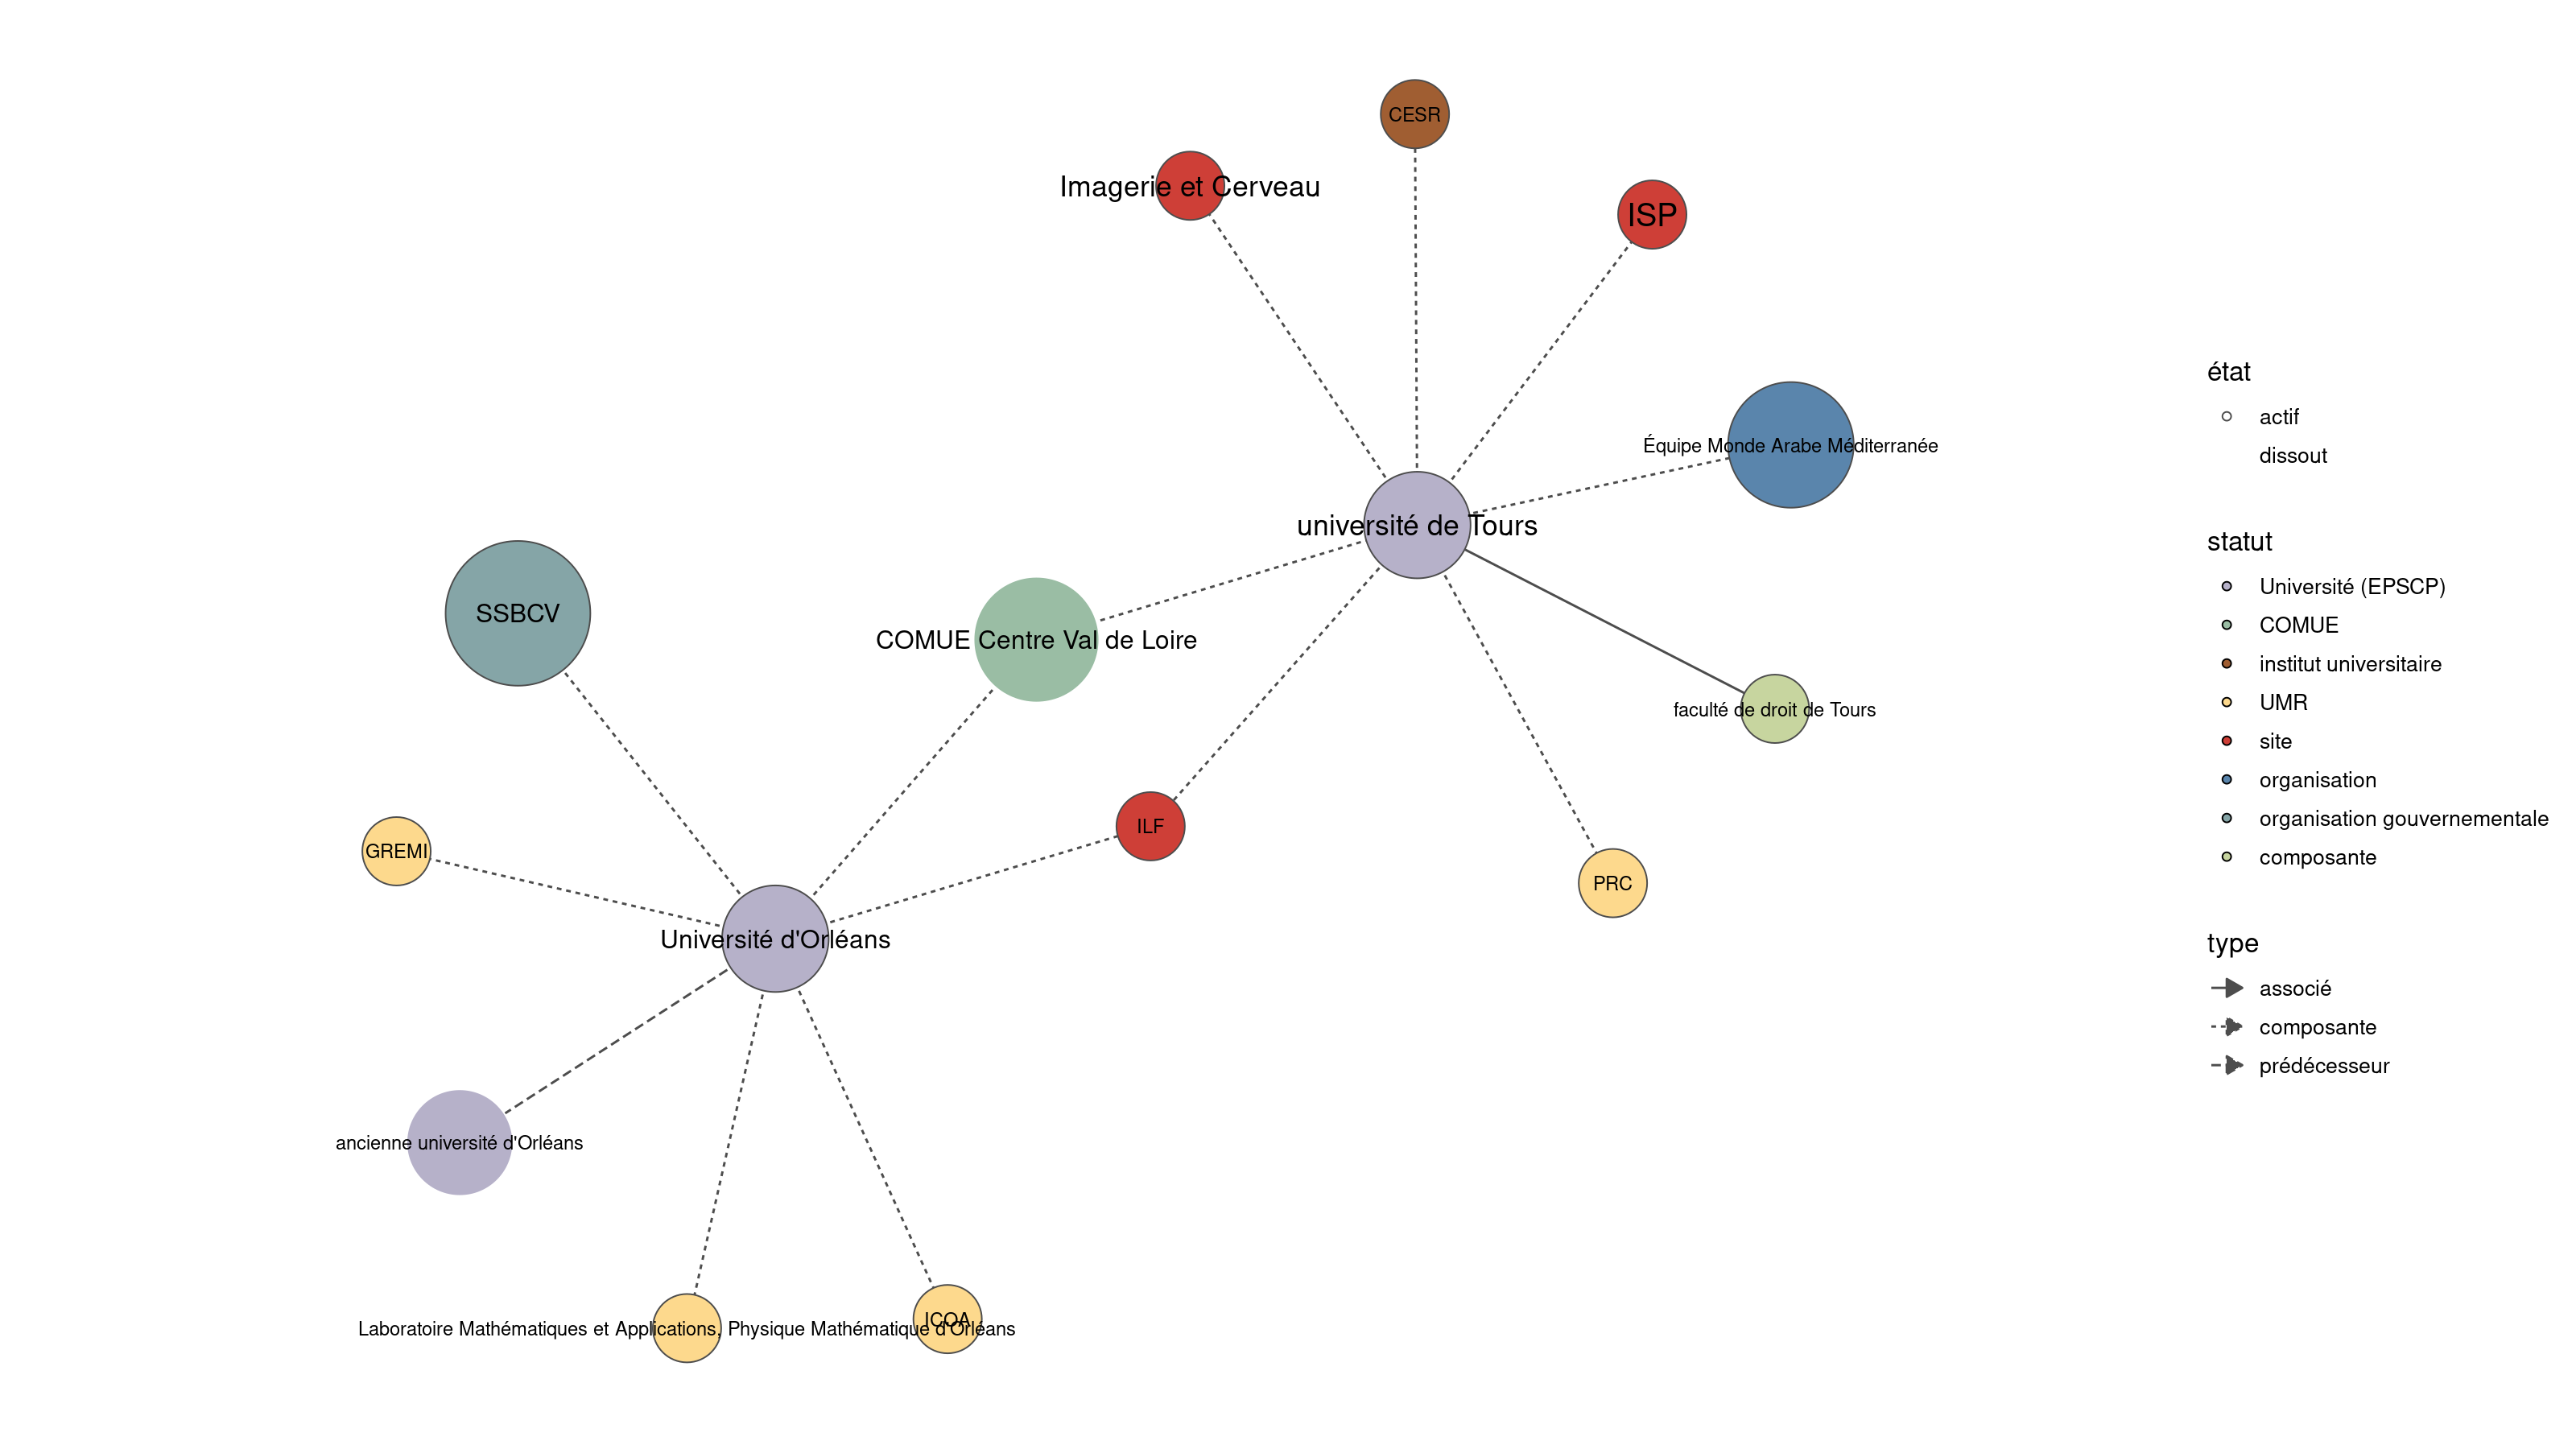 CESR
Imagerie et Cerveau
ISP
Équipe Monde Arabe Méditerranée
université de Tours
SSBCV
COMUE Centre Val de Loire
faculté de droit de Tours
ILF
GREMI
PRC
Université d'Orléans
ancienne université d'Orléans
ICOA
Laboratoire Mathématiques et Applications, Physique Mathématique d'Orléans
état
actif
dissout
statut
Université (EPSCP)
COMUE
institut universitaire
UMR
site
organisation
organisation gouvernementale
composante
type
associé
composante
prédécesseur